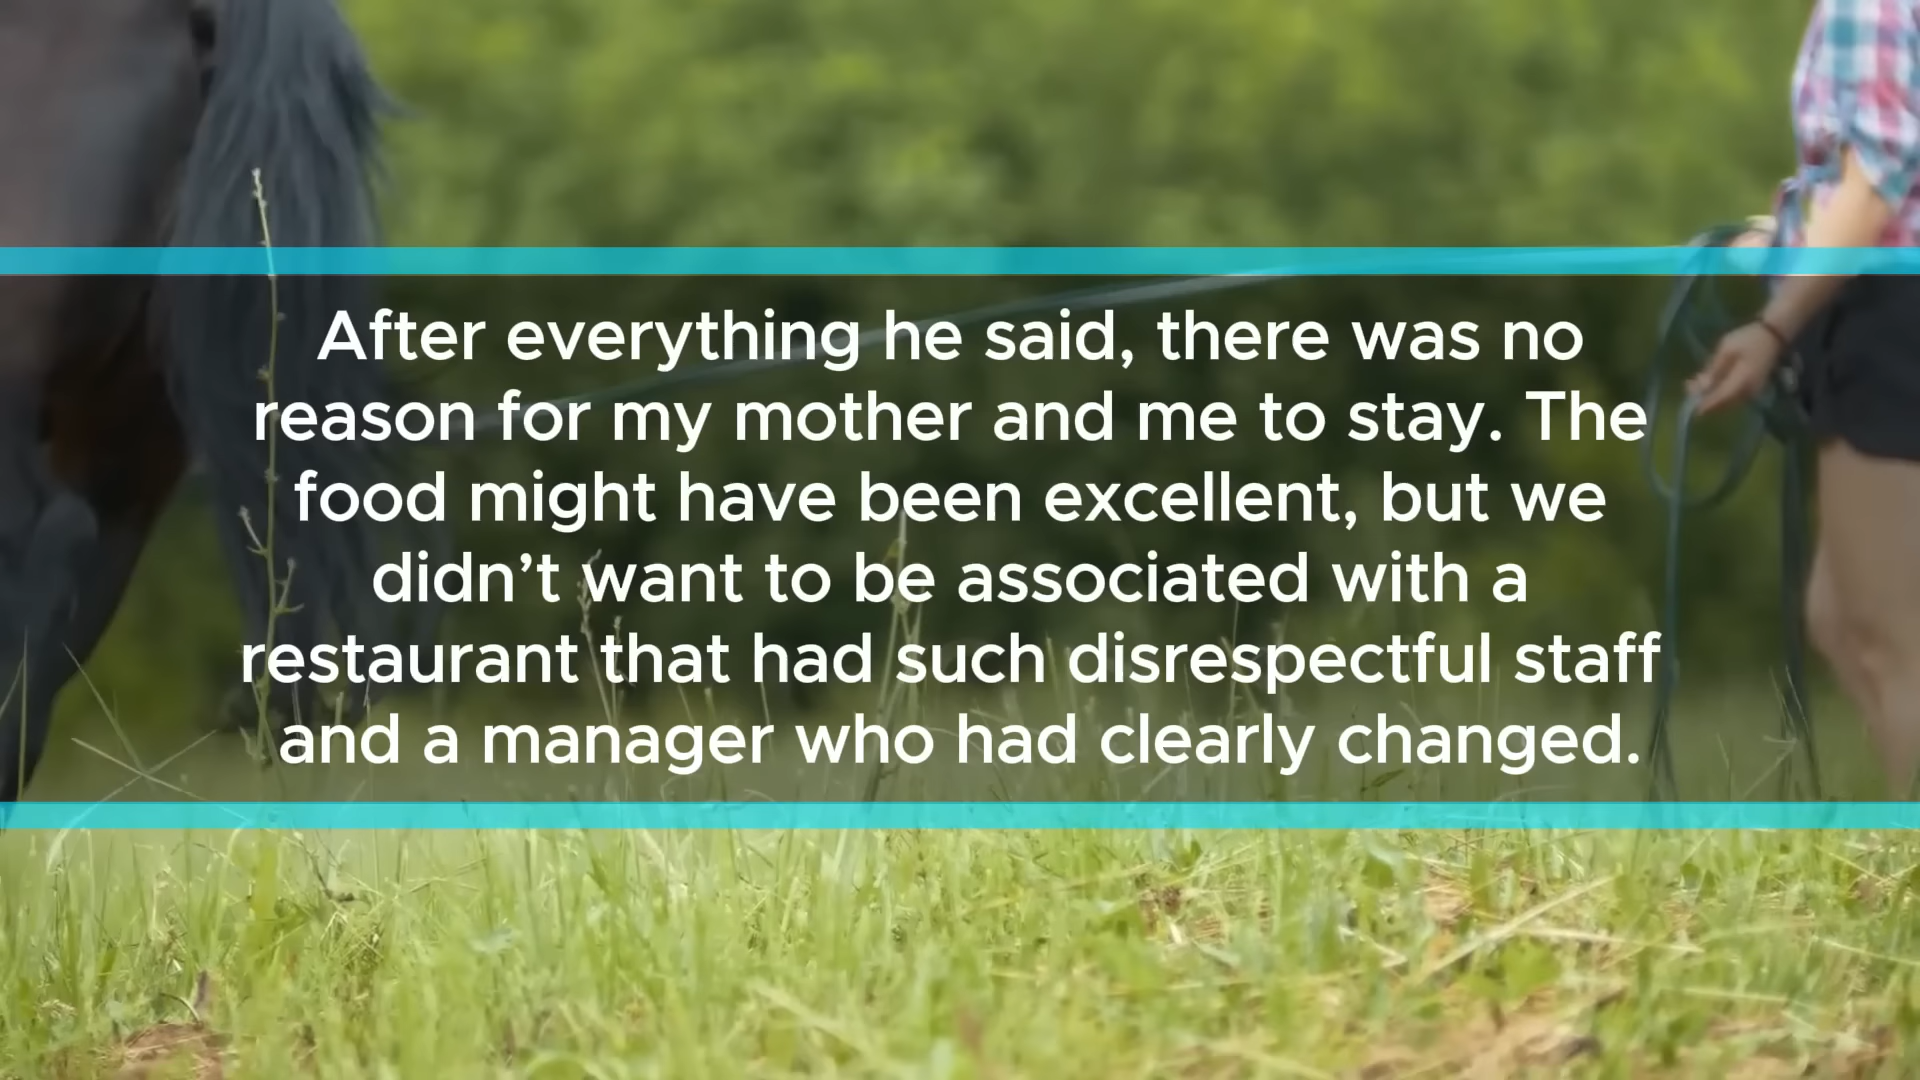 After everything he said, there was no
reason for my mother and me to stay. The
food might have been excellent, but we
didn’t want to be associated with a
restaurant that had such disrespectful staff
and a manager who had clearly changed.